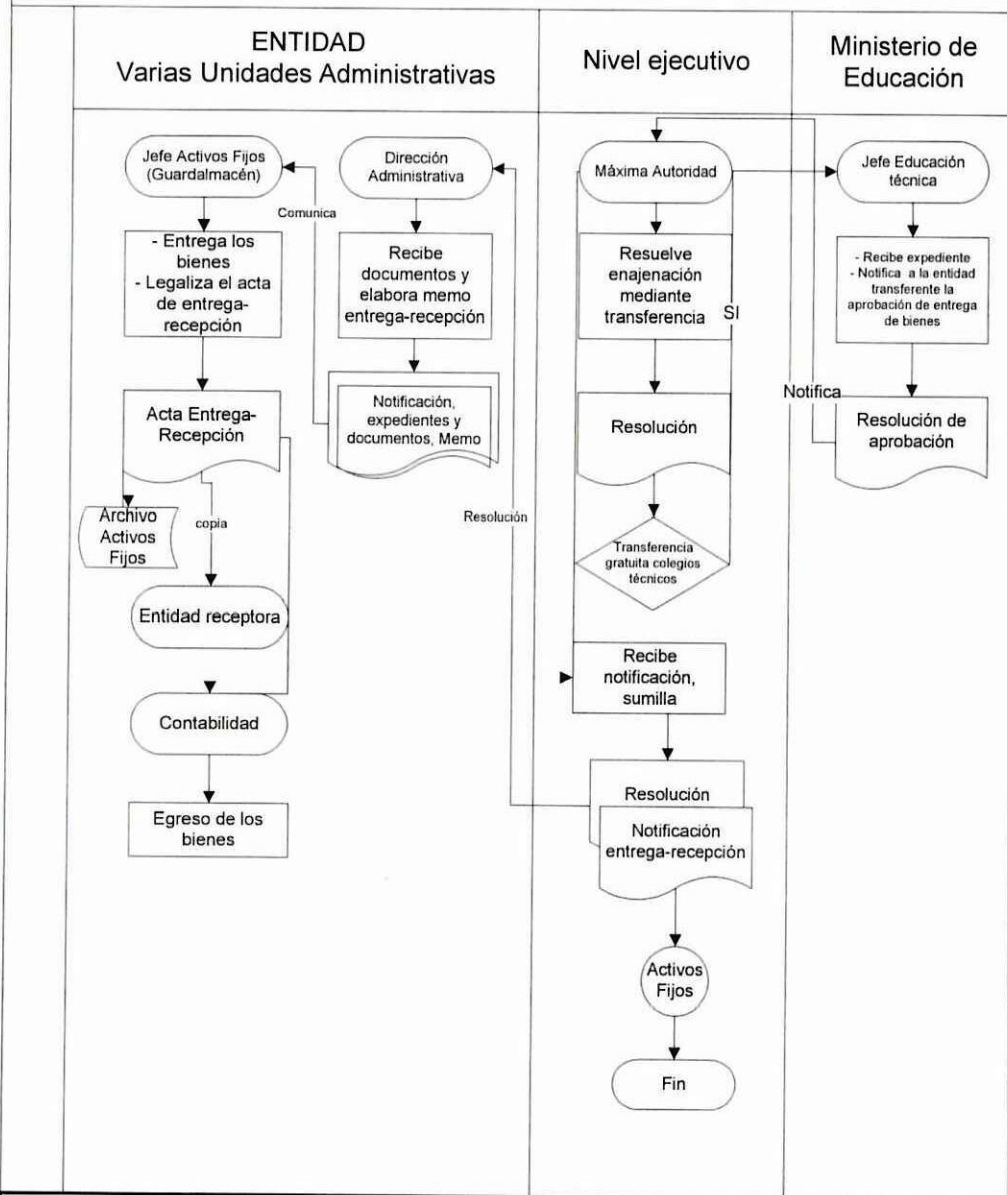 ENTIDAD
Varias Unidades Administrativas
Nivel ejecutivo
Ministerio de
Educación
Jefe Activos Fijos
(Guardalmacén)
Comunica
- Entrega los
bienes
- Legaliza el acta
de entrega-
recepción
Acta Entrega-
Recepción
Archivo
Activos
Fijos
copia
Entidad receptora
Contabilidad
Egreso de los
bienes
Dirección
Administrativa
Recibe
documentos y
elabora memo
entrega-recepción
Notificación,
expedientes y
documentos, Memo
Resolución
Máxima Autoridad
Resuelve
enajenación
mediante
transferencia
SI
Resolución
Transferencia
gratuita colegios
técnicos
Recibe
notificación,
sumilla
Resolución
Notificación
entrega-recepción
Activos
Fijos
Fin
Jefe Educación
técnica
- Recibe expediente
- Notifica a la entidad
transferente la
aprobación de entrega
de bienes
Notifica
Resolución de
aprobación